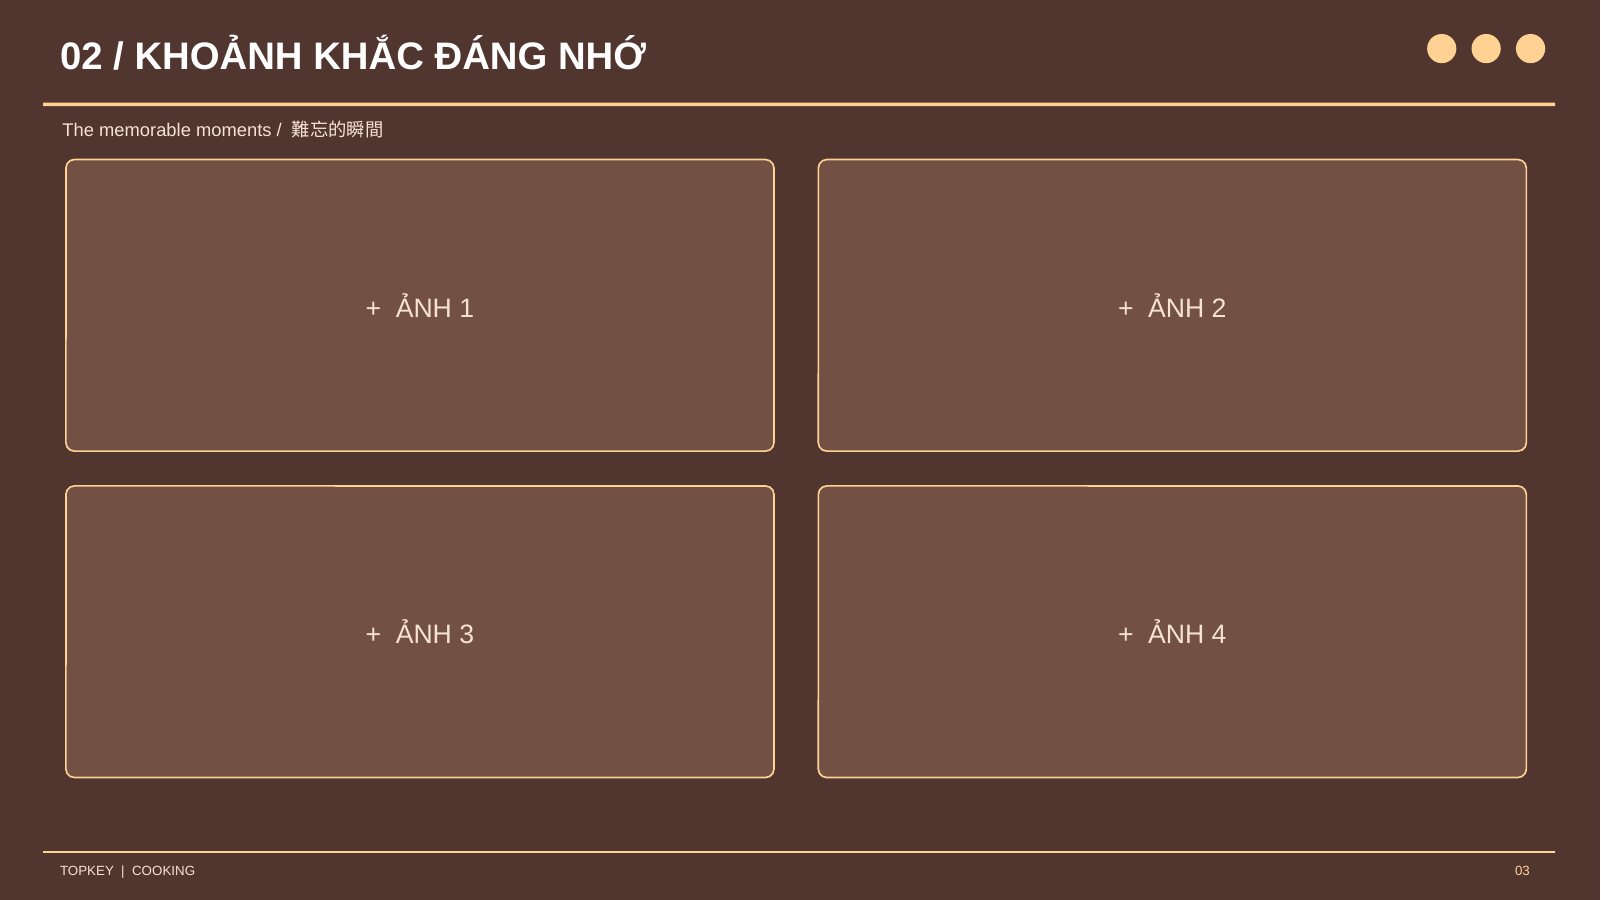 02 / KHOẢNH KHẮC ĐÁNG NHỚ
The memorable moments / 難忘的瞬間
+ ẢNH 1
+ ẢNH 2
+ ẢNH 3
+ ẢNH 4
TOPKEY | COOKING
03